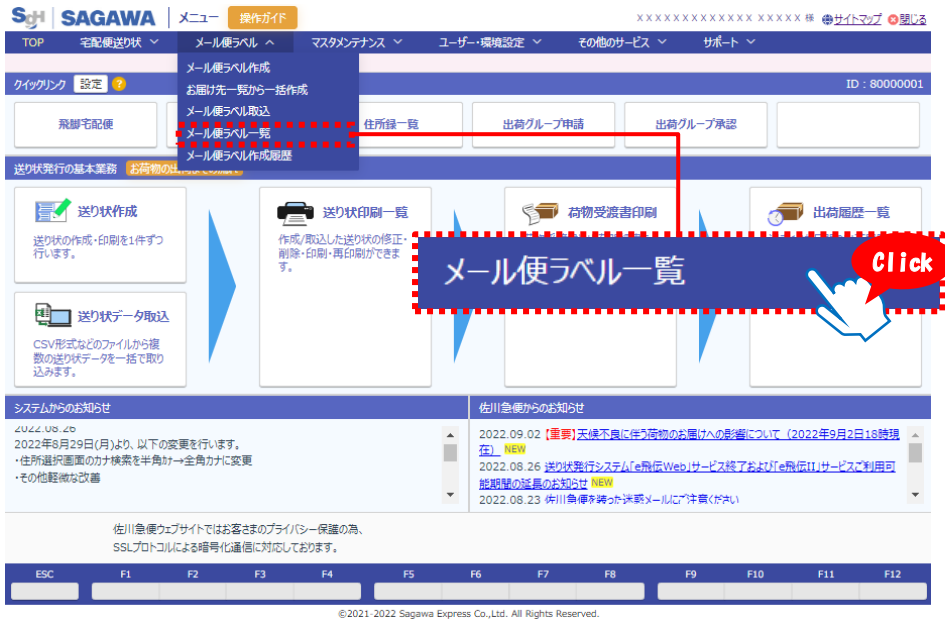 SGH SAGAWA メニュー 操作ガイド XXXXXXXXXXXXX XXXXX 様 サイトマップ 閉じる
TOP 宅配便送り状 メール便ラベル マスタメンテナンス ユーザー・環境設定 その他のサービス サポート
メール便ラベル作成
クイックリンク 設定 ? ID : 80000001
お届け先一覧から一括作成
メール便ラベル取込
飛脚宅配便 住所録一覧 出荷グループ申請 出荷グループ承認
メール便ラベル一覧
メール便ラベル作成履歴
送り状発行の基本業務
送り状作成 送り状印刷一覧 荷物受渡書印刷 出荷履歴一覧
送り状の作成・印刷を1件ずつ
行います。
作成/取込した送り状の修正・
削除・印刷・再印刷ができま
す。
メール便ラベル一覧
Click
送り状データ取込
CSV形式などのファイルから複
数の送り状データを一括で取り
込みます。
システムからのお知らせ
2022.08.26
2022年8月29日(月)より、以下の変更を行います。
・住所選択画面のカナ検索を半角カナ→全角カナに変更
・その他軽微な改善
佐川急便からのお知らせ
2022.09.02【重要】天候不良に伴う荷物のお届けへの影響について (2022年9月2日18時現
在) NEW
2022.08.26 送り状発行システム「e飛伝Web」サービス終了および「e飛伝II」サービスご利用可
能期間の延長のお知らせ NEW
2022.08.23 佐川急便を装った迷惑メールにご注意ください
佐川急便ウェブサイトではお客さまのプライバシー保護の為、
SSLプロトコルによる暗号化通信に対応しております。
ESC F1 F2 F3 F4 F5 F6 F7 F8 F9 F10 F11 F12
©2021-2022 Sagawa Express Co.,Ltd. All Rights Reserved.